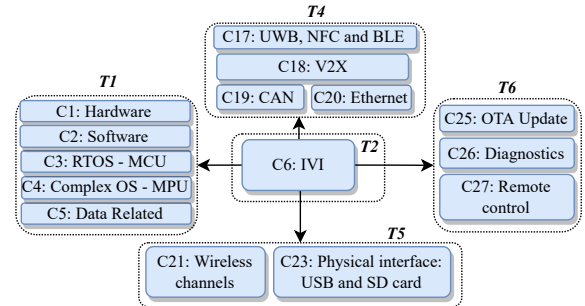 T4
C17: UWB, NFC and BLE
C18: V2X
C19: CAN
C20: Ethernet
T1
C1: Hardware
C2: Software
C3: RTOS - MCU
C4: Complex OS - MPU
C5: Data Related
T2
C6: IVI
T6
C25: OTA Update
C26: Diagnostics
C27: Remote
control
T5
C21: Wireless
channels
C23: Physical interface:
USB and SD card